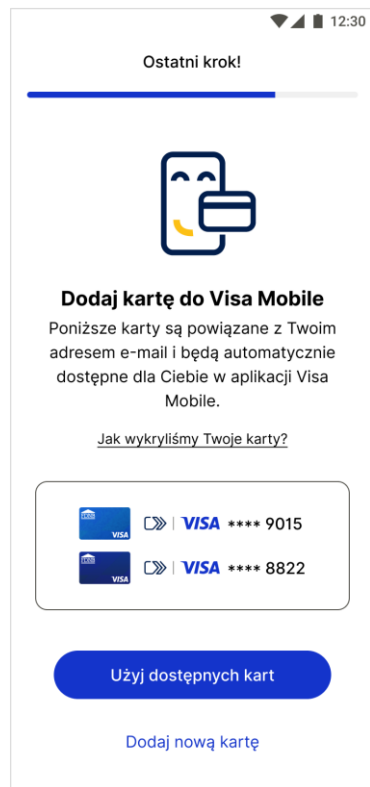 12:30
Ostatni krok!
Dodaj kartę do Visa Mobile
Poniższe karty są powiązane z Twoim
adresem e-mail i będą automatycznie
dostępne dla Ciebie w aplikacji Visa
Mobile.
Jak wykryliśmy Twoje karty?
VISA VISA **** 9015
VISA VISA **** 8822
Użyj dostępnych kart
Dodaj nową kartę